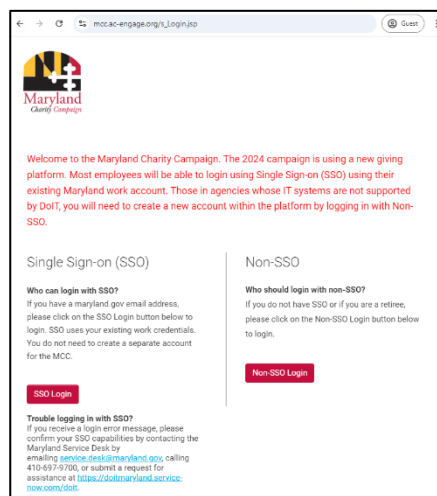 mcc.ac-engage.org/s_Login.jsp
Guest
Maryland
Charity Campaign
Welcome to the Maryland Charity Campaign. The 2024 campaign is using a new giving
platform. Most employees will be able to login using Single Sign-on (SSO) using their
existing Maryland work account. Those in agencies whose IT systems are not supported
by DoIT, you will need to create a new account within the platform by logging in with Non-
SSO.
Single Sign-on (SSO)
Who can login with SSO?
If you have a maryland.gov email address,
please click on the SSO Login button below to
login. SSO uses your existing work credentials.
You do not need to create a separate account
for the MCC.
SSO Login
Trouble logging in with SSO?
If you receive a login error message, please
confirm your SSO capabilities by contacting the
Maryland Service Desk by
emailing service.desk@maryland.gov, calling
410-697-9700, or submit a request for
assistance at https://doitmaryland.service-
now.com/doit.
Non-SSO
Who should login with non-SSO?
If you do not have SSO or if you are a retiree,
please click on the Non-SSO Login button below
to login.
Non-SSO Login